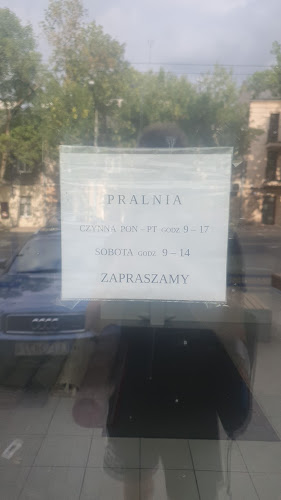 PRALNIA
CZYNNA PON – PT GODZ 9 – 17
SOBOTA GODZ 9 – 14
ZAPRASZAMY